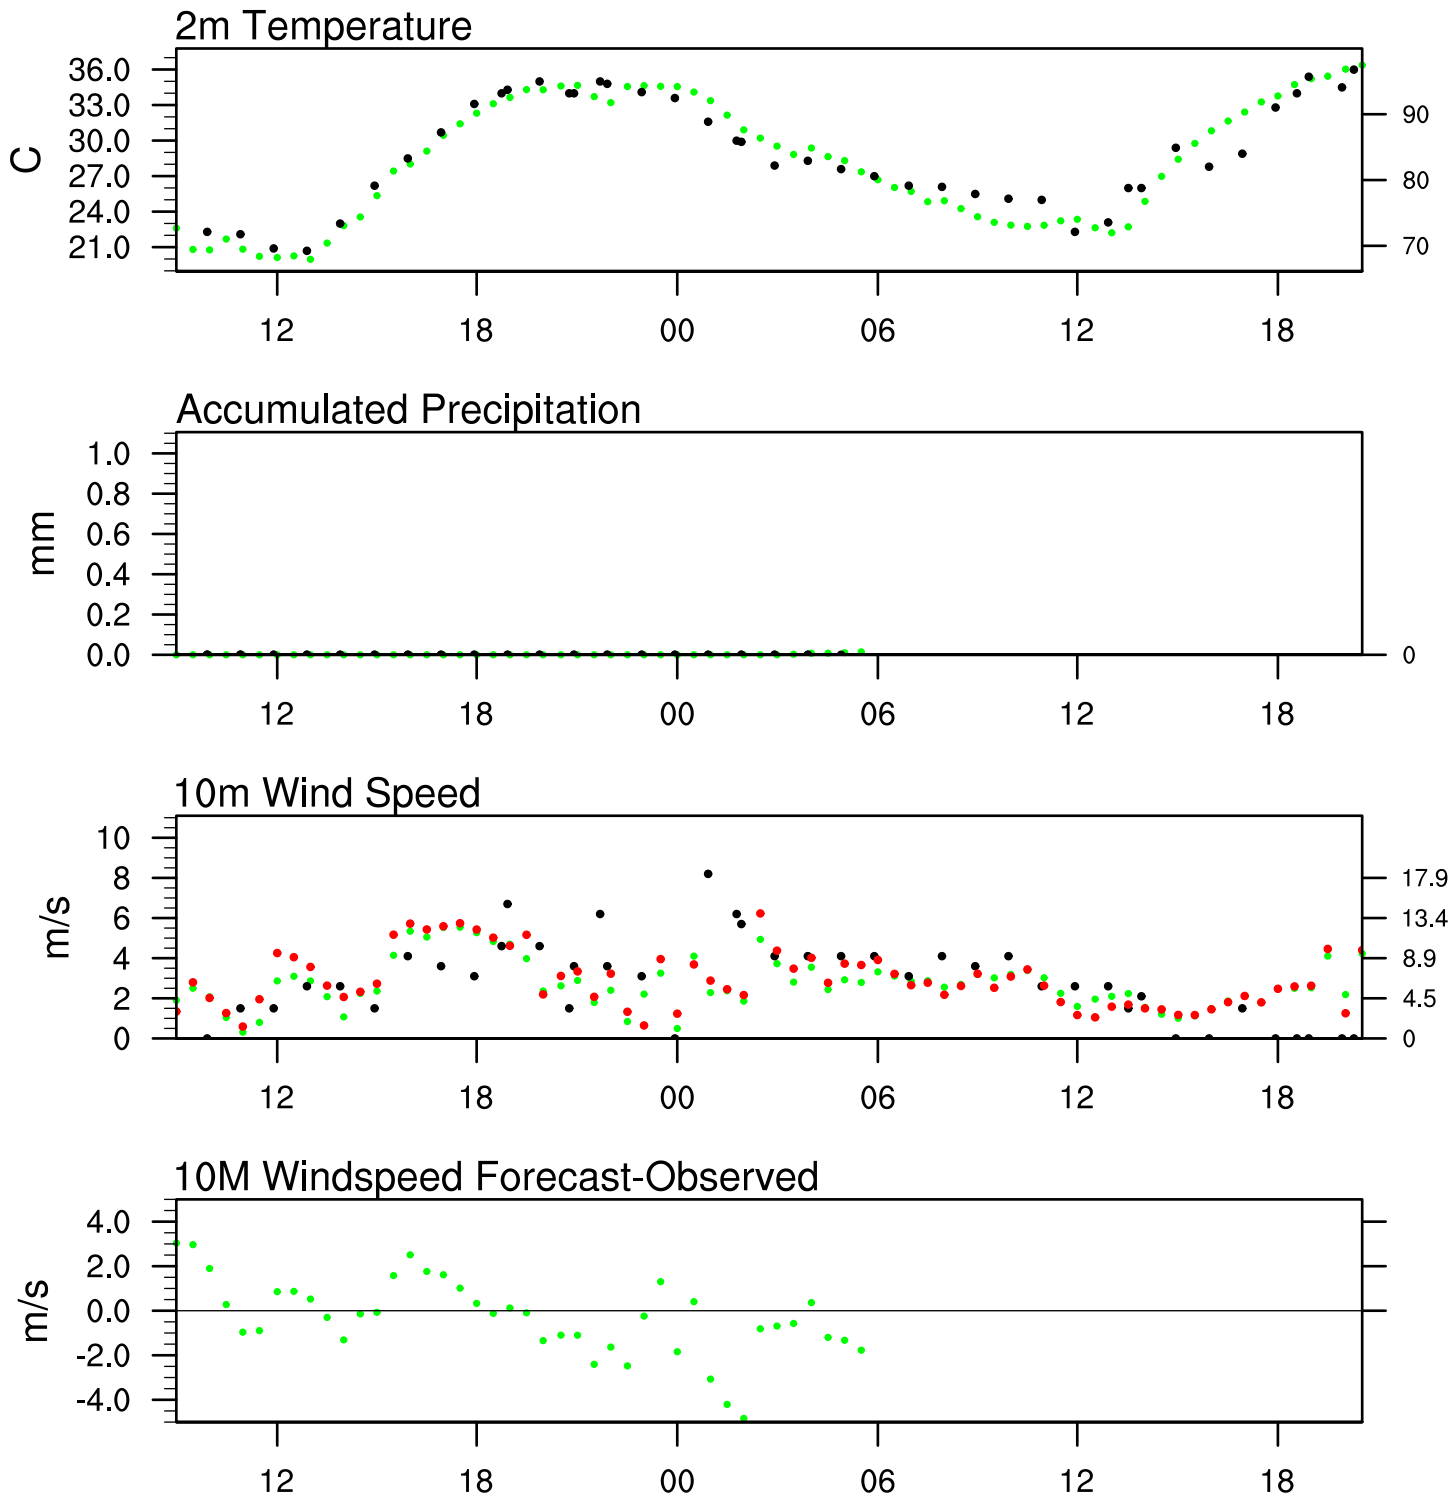 2m Temperature
36.0
33.0
30.0
27.0
24.0
21.0
C
90
80
70
12 18 00 06 12 18
Accumulated Precipitation
1.0
0.8
0.6
0.4
0.2
0.0
mm
0
12 18 00 06 12 18
10m Wind Speed
10
8
6
4
2
0
m/s
17.9
13.4
8.9
4.5
0
12 18 00 06 12 18
10M Windspeed Forecast-Observed
4.0
2.0
0.0
-2.0
-4.0
m/s
12 18 00 06 12 18